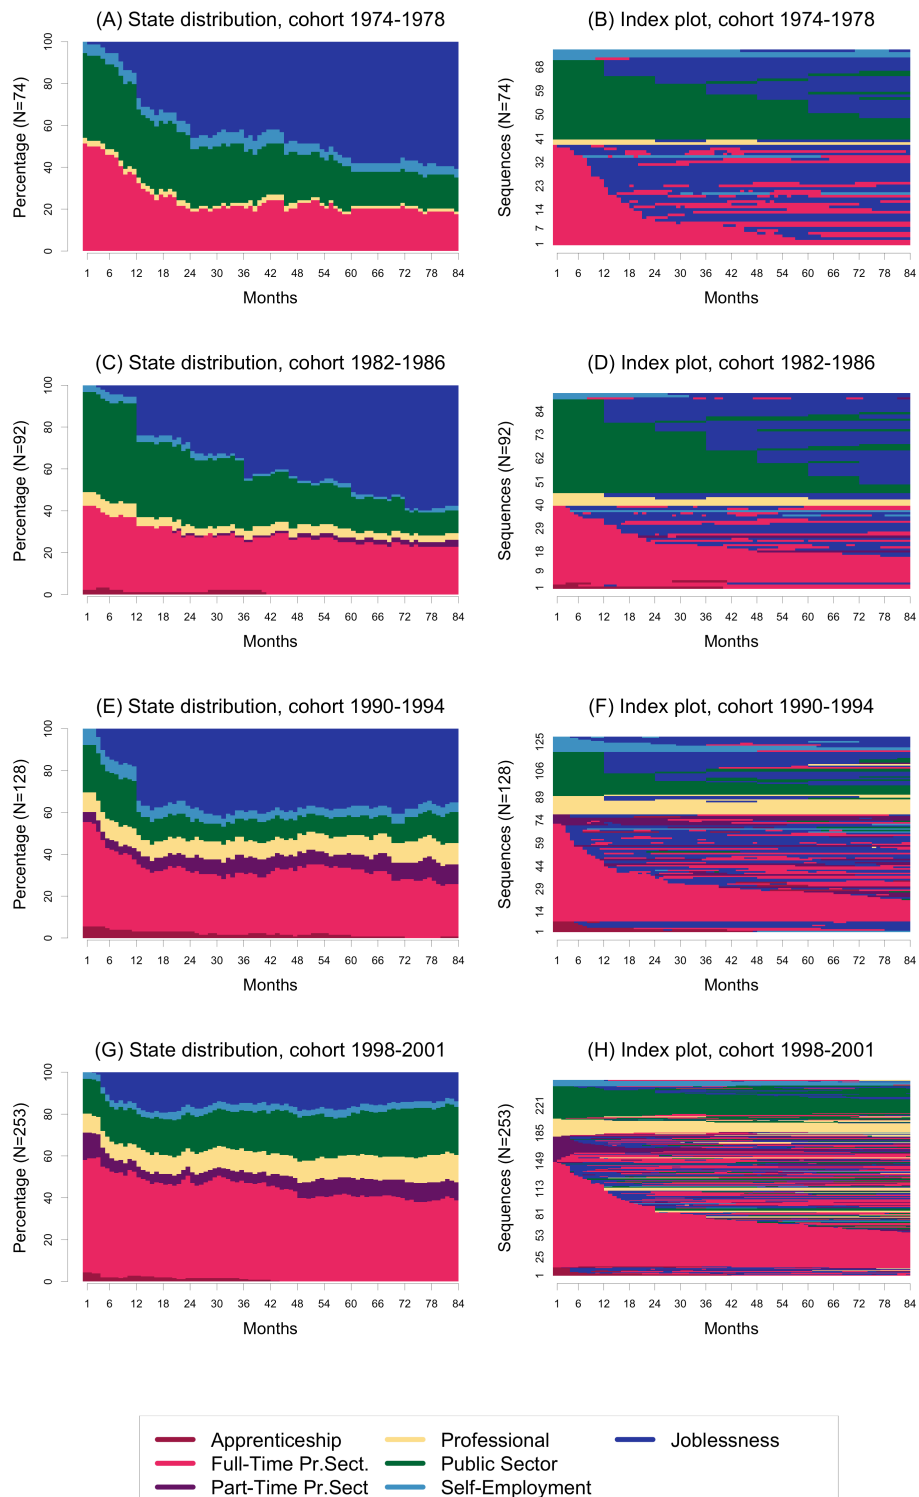 (A) State distribution, cohort 1974-1978
(B) Index plot, cohort 1974-1978
Percentage (N=74)
0 20 40 60 80 100
1 6 12 18 24 30 36 42 48 54 60 66 72 78 84
Months
Sequences (N=74)
1 7 14 23 32 41 50 59 68
1 6 12 18 24 30 36 42 48 54 60 66 72 78 84
Months
(C) State distribution, cohort 1982-1986
(D) Index plot, cohort 1982-1986
Percentage (N=92)
0 20 40 60 80 100
1 6 12 18 24 30 36 42 48 54 60 66 72 78 84
Months
Sequences (N=92)
1 9 18 29 40 51 62 73 84
1 6 12 18 24 30 36 42 48 54 60 66 72 78 84
Months
(E) State distribution, cohort 1990-1994
(F) Index plot, cohort 1990-1994
Percentage (N=128)
0 20 40 60 80 100
1 6 12 18 24 30 36 42 48 54 60 66 72 78 84
Months
Sequences (N=128)
1 14 29 44 59 74 89 106 125
1 6 12 18 24 30 36 42 48 54 60 66 72 78 84
Months
(G) State distribution, cohort 1998-2001
(H) Index plot, cohort 1998-2001
Percentage (N=253)
0 20 40 60 80 100
1 6 12 18 24 30 36 42 48 54 60 66 72 78 84
Months
Sequences (N=253)
1 25 53 81 113 149 185 221
1 6 12 18 24 30 36 42 48 54 60 66 72 78 84
Months
Apprenticeship
Full-Time Pr.Sect.
Part-Time Pr.Sect
Professional
Public Sector
Self-Employment
Joblessness